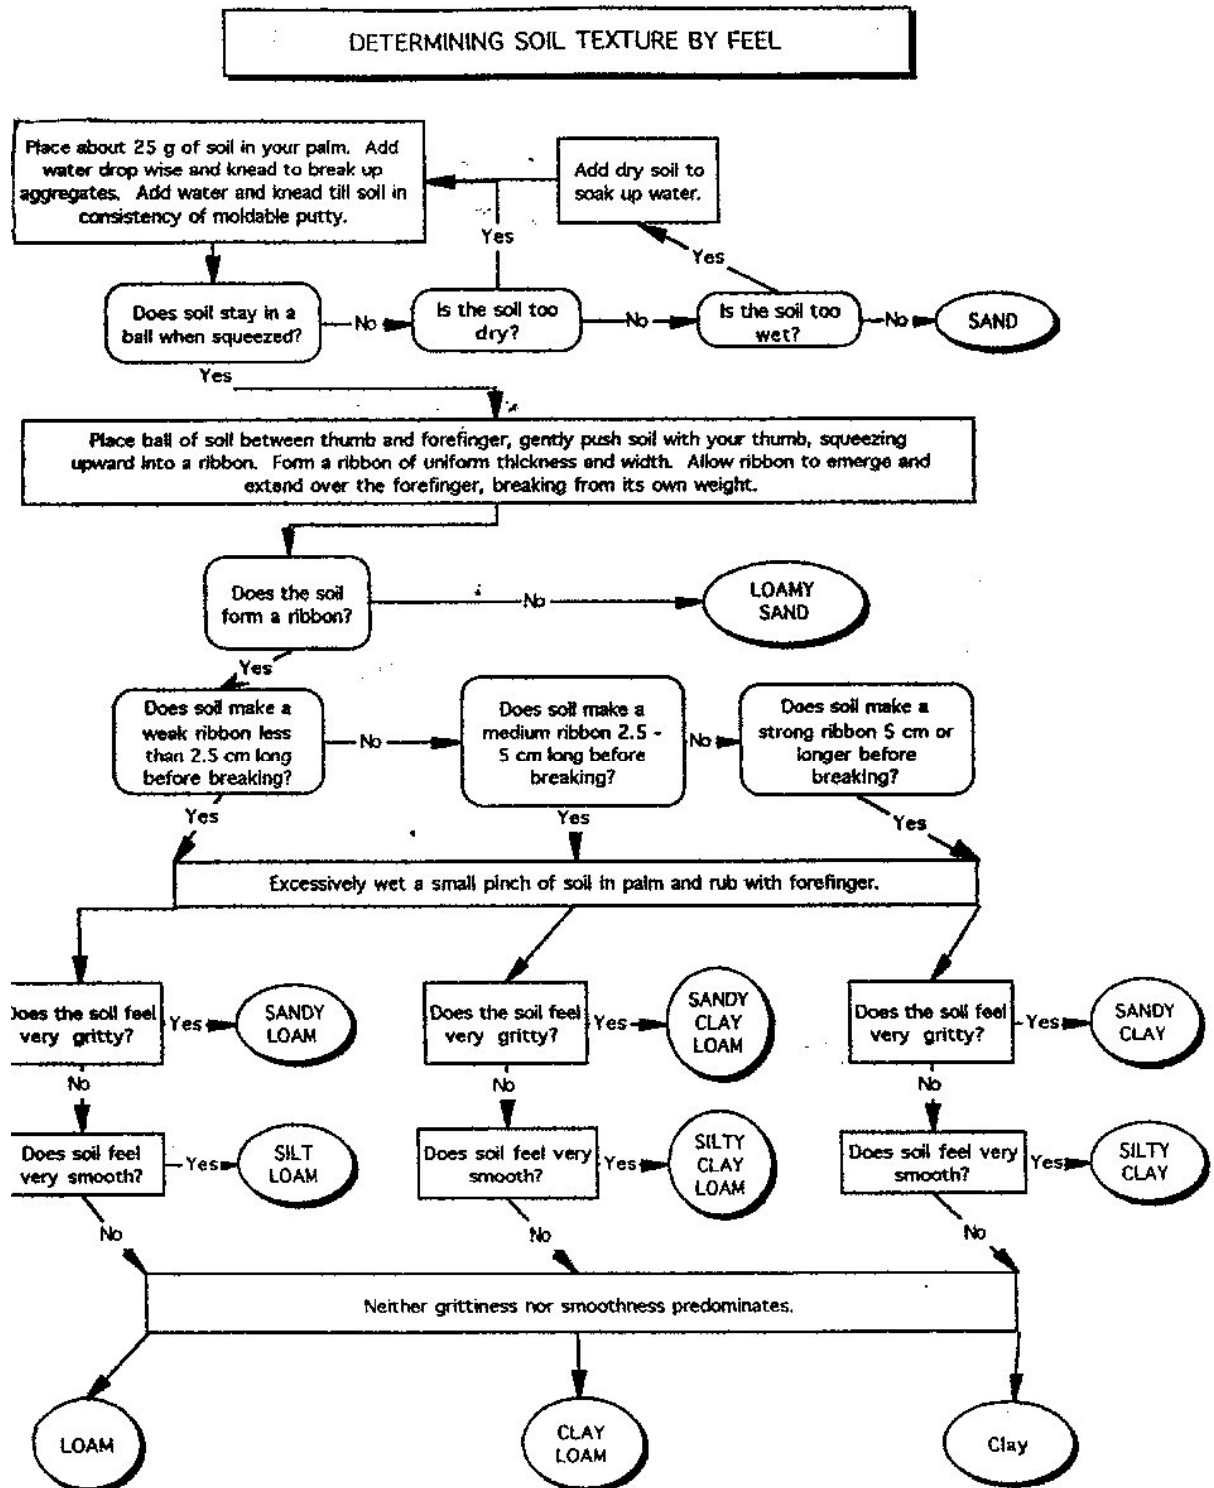 DETERMINING SOIL TEXTURE BY FEEL
Place about 25 g of soil in your palm. Add
water drop wise and knead to break up
aggregates. Add water and knead till soil in
consistency of moldable putty.
Add dry soil to
soak up water.
Yes
Yes
Does soil stay in a
ball when squeezed?
No
Is the soil too
dry?
No
Is the soil too
wet?
No
SAND
Yes
Place ball of soil between thumb and forefinger, gently push soil with your thumb, squeezing
upward into a ribbon. Form a ribbon of uniform thickness and width. Allow ribbon to emerge and
extend over the forefinger, breaking from its own weight.
Does the soil
form a ribbon?
No
LOAMY
SAND
Yes
Does soil make a
weak ribbon less
than 2.5 cm long
before breaking?
No
Does soil make a
medium ribbon 2.5 -
5 cm long before
breaking?
No
Does soil make a
strong ribbon 5 cm or
longer before
breaking?
Yes
Yes
Yes
Excessively wet a small pinch of soil in palm and rub with forefinger.
Does the soil feel
very gritty?
Yes
SANDY
LOAM
Does the soil feel
very gritty?
Yes
SANDY
CLAY
LOAM
Does the soil feel
very gritty?
Yes
SANDY
CLAY
No
No
No
Does soil feel
very smooth?
Yes
SILT
LOAM
Does soil feel very
smooth?
Yes
SILTY
CLAY
LOAM
Does soil feel very
smooth?
Yes
SILTY
CLAY
No
No
No
Neither grittiness nor smoothness predominates.
LOAM
CLAY
LOAM
Clay